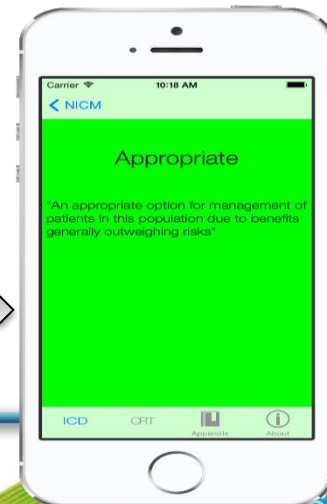 Carrier 10:18 AM
NICM
Appropriate
"An appropriate option for management of
patients in this population due to benefits
generally outweighing risks"
ICD CRT Appendix About